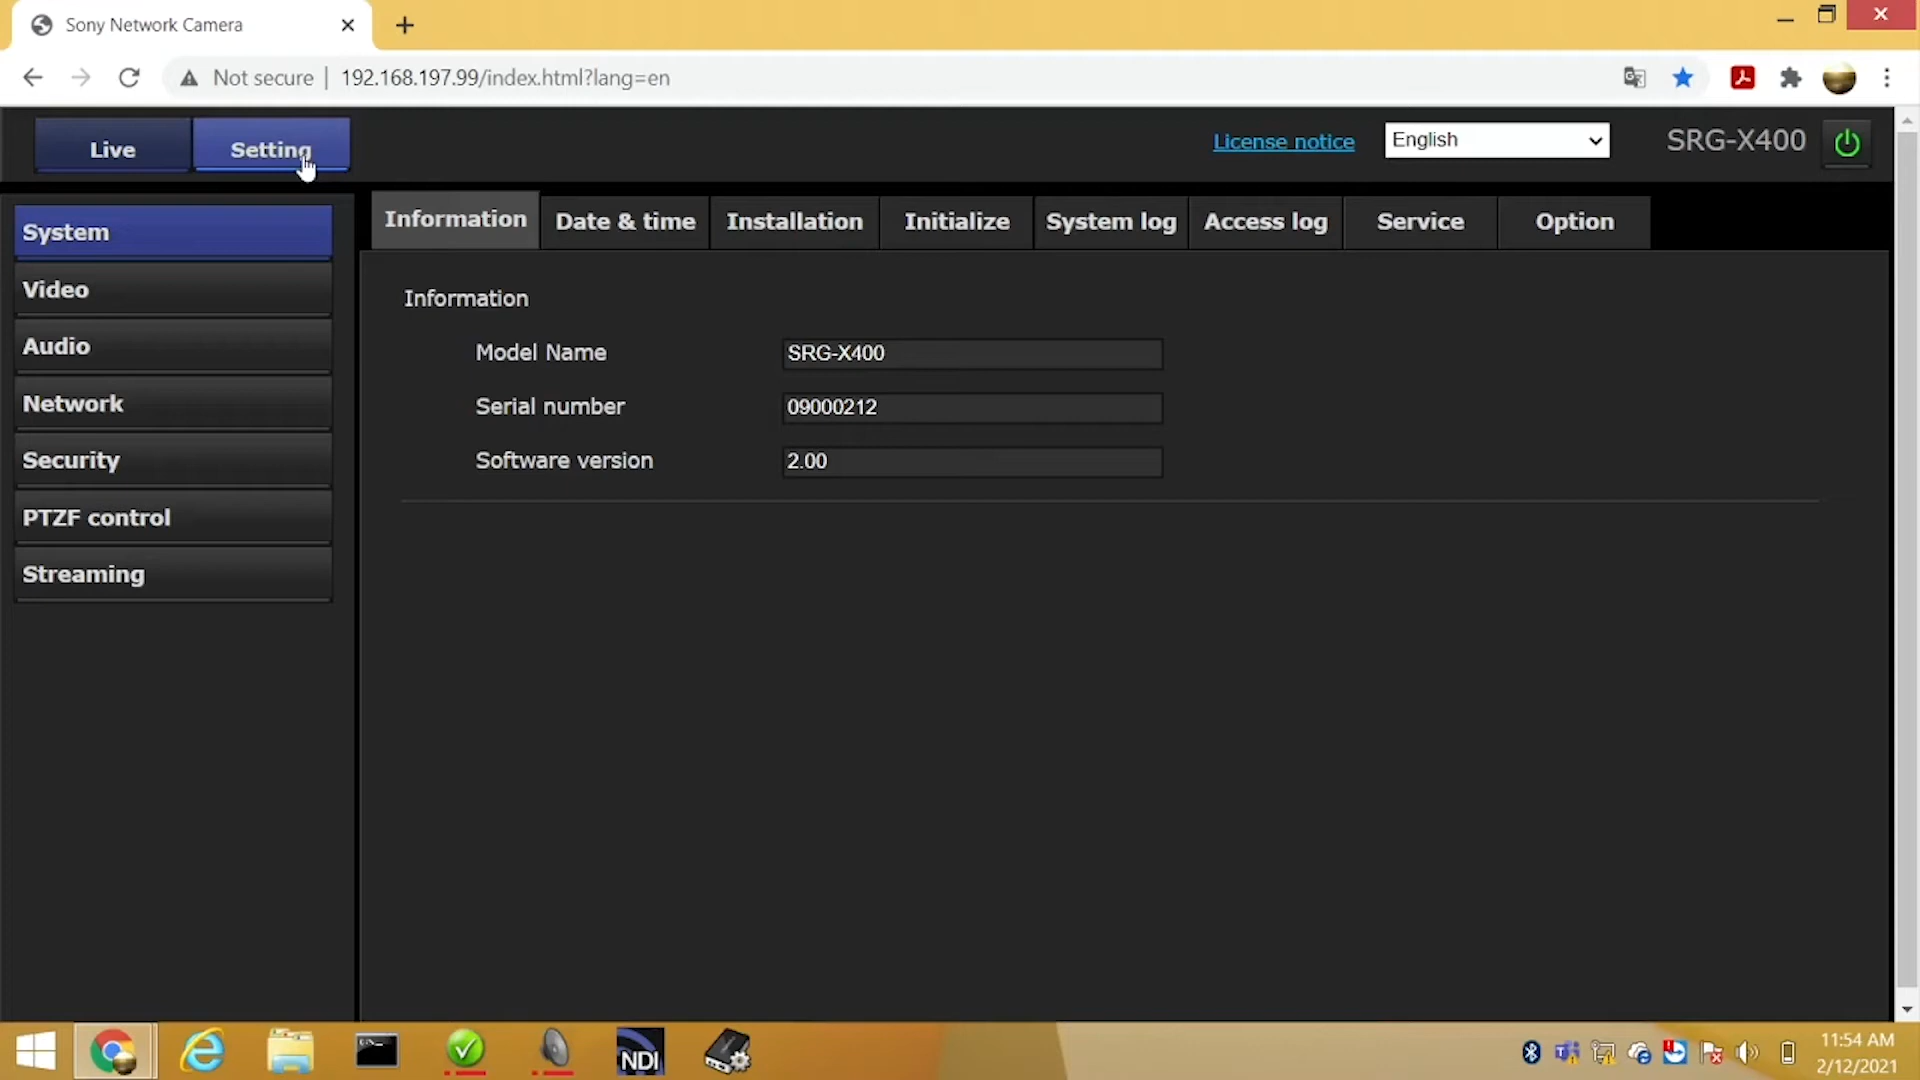 Sony Network Camera
Not secure | 192.168.197.99/index.html?lang=en
Live
Setting
License notice
English
SRG-X400
System
Video
Audio
Network
Security
PTZF control
Streaming
Information
Date & time
Installation
Initialize
System log
Access log
Service
Option
Information
Model Name
SRG-X400
Serial number
09000212
Software version
2.00
NDI
11:54 AM
2/12/2021